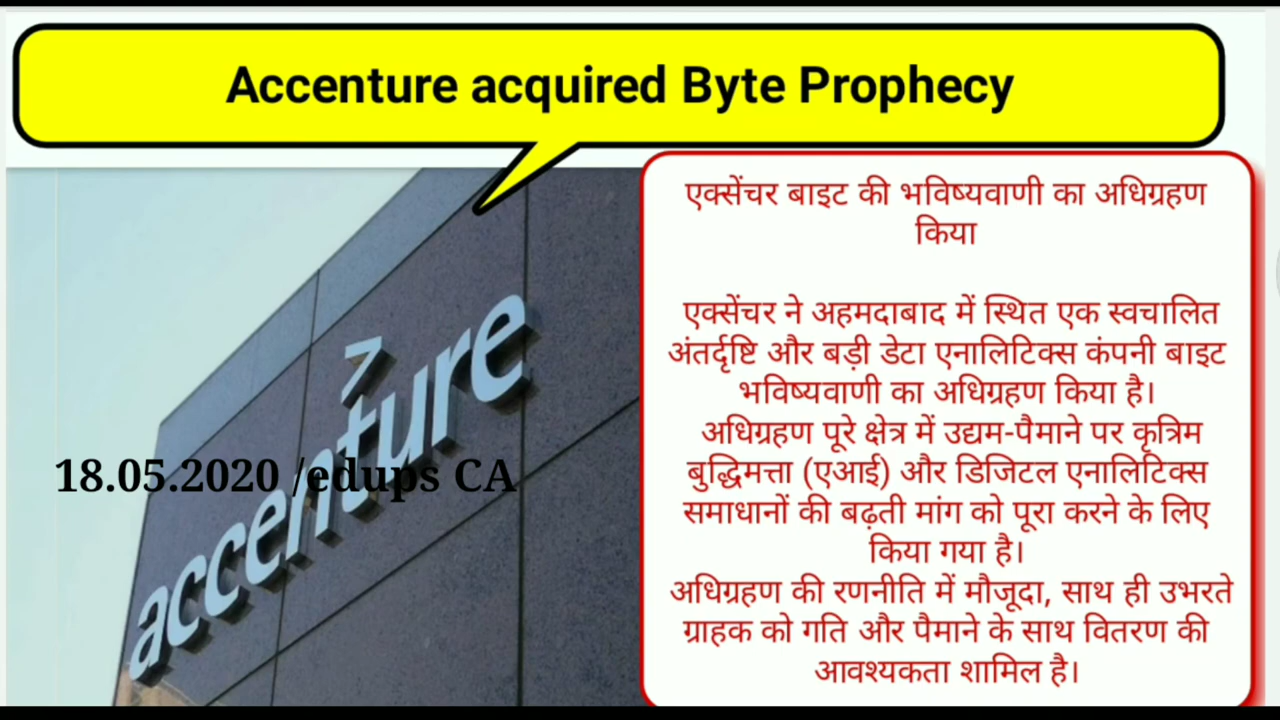 Accenture acquired Byte Prophecy
एक्सेंचर बाइट की भविष्यवाणी का अधिग्रहण
किया
एक्सेंचर ने अहमदाबाद में स्थित एक स्वचालित
अंतर्दृष्टि और बड़ी डेटा एनालिटिक्स कंपनी बाइट
भविष्यवाणी का अधिग्रहण किया है।
अधिग्रहण पूरे क्षेत्र में उद्यम-पैमाने पर कृत्रिम
बुद्धिमत्ता (एआई) और डिजिटल एनालिटिक्स
समाधानों की बढ़ती मांग को पूरा करने के लिए
किया गया है।
अधिग्रहण की रणनीति में मौजूदा, साथ ही उभरते
ग्राहक को गति और पैमाने के साथ वितरण की
आवश्यकता शामिल है।
accenture
18.05.2020 /edups CA